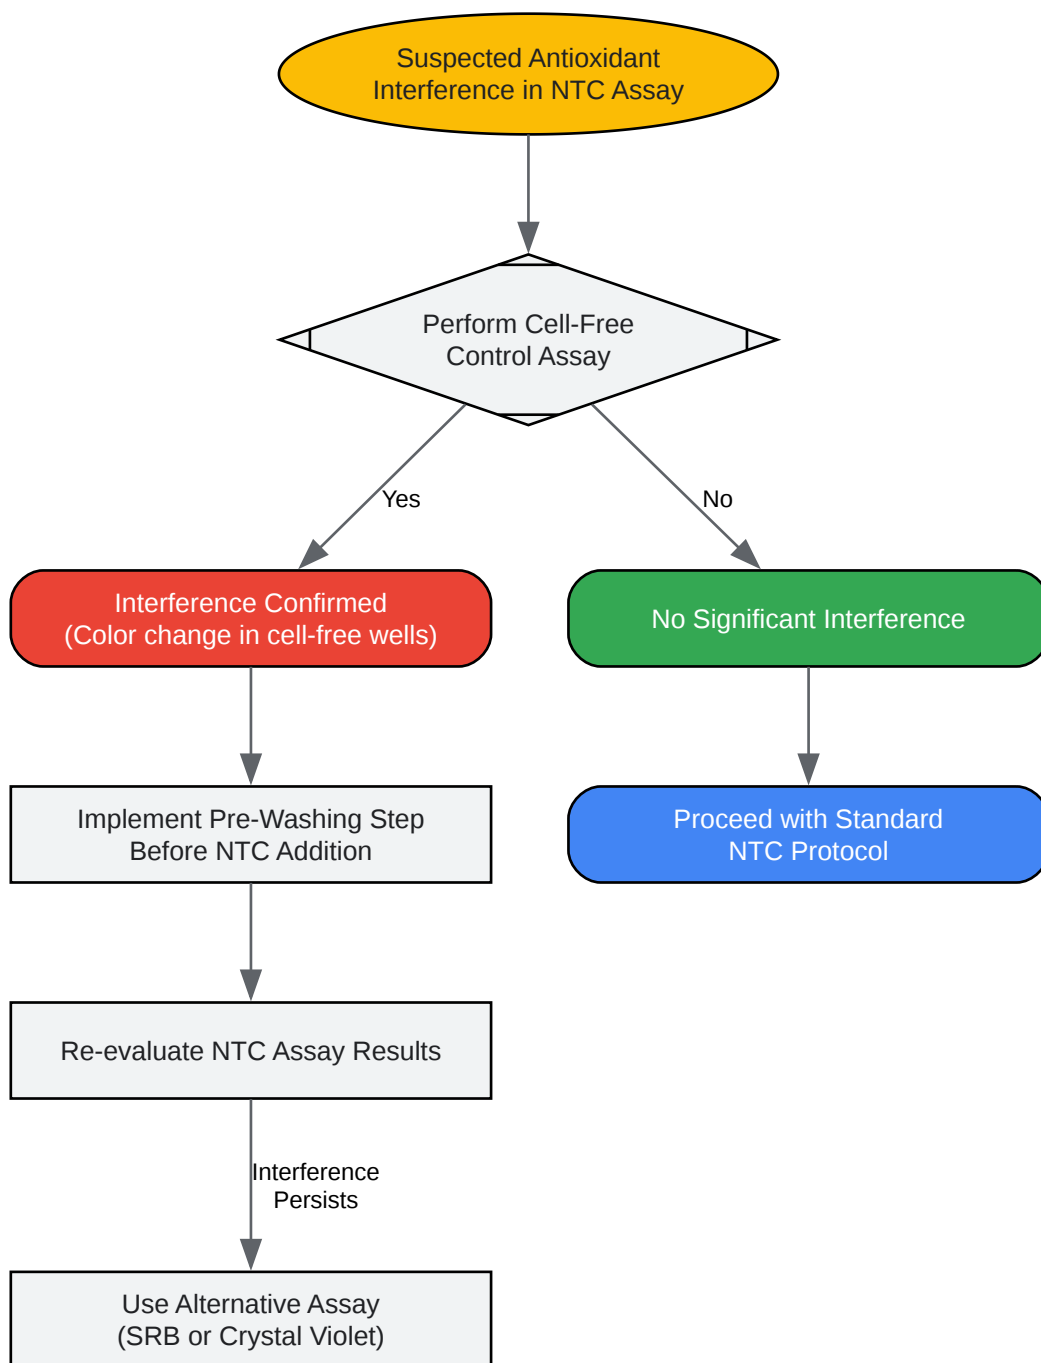 Suspected Antioxidant
Interference in NTC Assay
Perform Cell-Free
Control Assay
Yes
No
Interference Confirmed
(Color change in cell-free wells)
No Significant Interference
Implement Pre-Washing Step
Before NTC Addition
Proceed with Standard
NTC Protocol
Re-evaluate NTC Assay Results
Interference
Persists
Use Alternative Assay
(SRB or Crystal Violet)